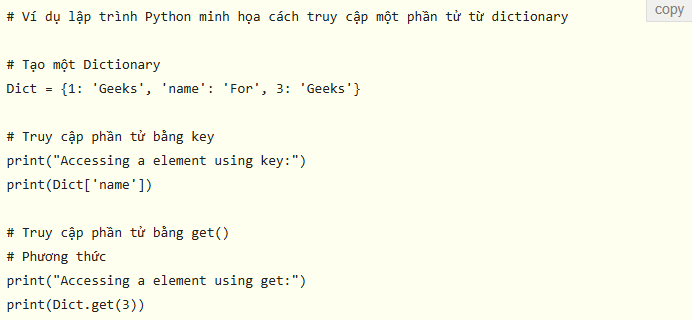 copy
# Ví dụ lập trình Python minh họa cách truy cập một phần tử từ dictionary
# Tạo một Dictionary
Dict = {1: 'Geeks', 'name': 'For', 3: 'Geeks'}
# Truy cập phần tử bằng key
print("Accessing a element using key:")
print(Dict['name'])
# Truy cập phần tử bằng get()
# Phương thức
print("Accessing a element using get:")
print(Dict.get(3))